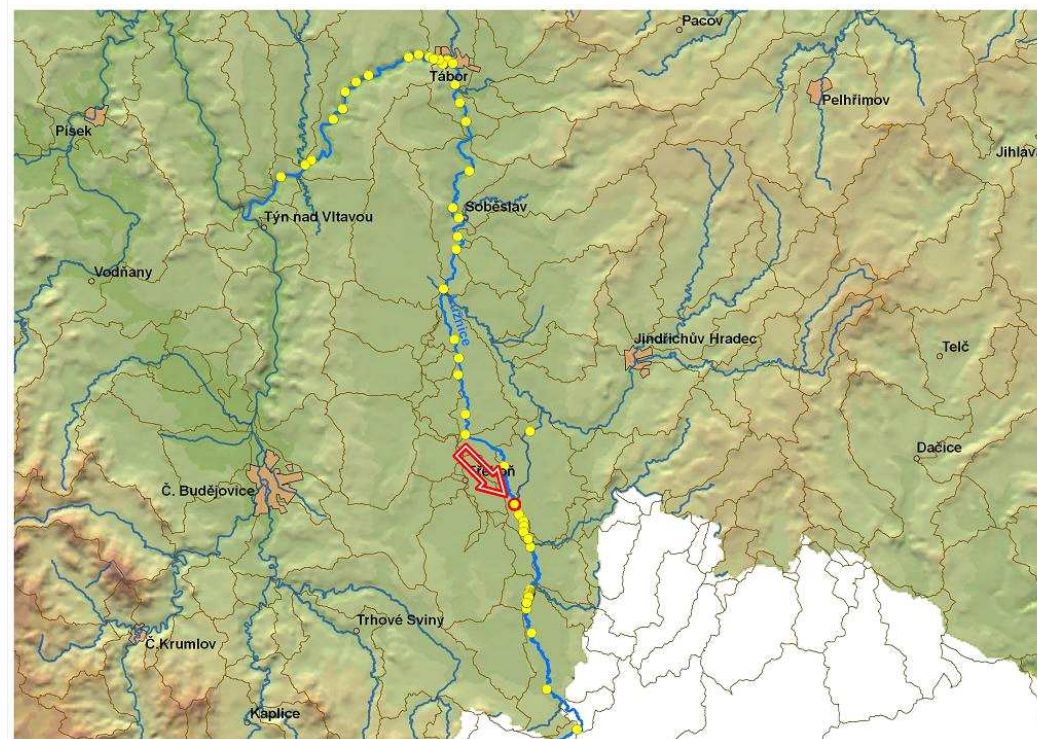 Pacov
Tábor
Pelhřimov
Písek
Jihlava
Soběslav
Týn nad Vltavou
Vodňany
Jindřichův Hradec
Telč
Dačice
Č. Budějovice
Trhové Sviny
Č.Krumlov
Kaplice